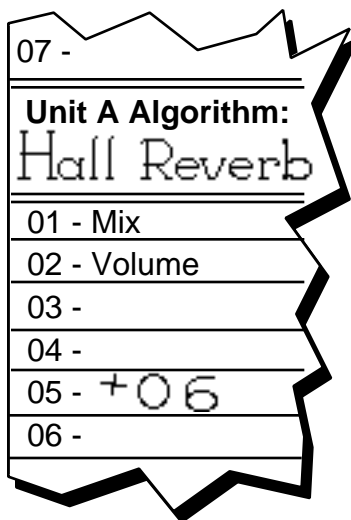 07 -
Unit A Algorithm:
Hall Reverb
01 - Mix
02 - Volume
03 -
04 -
05 - +06
06 -